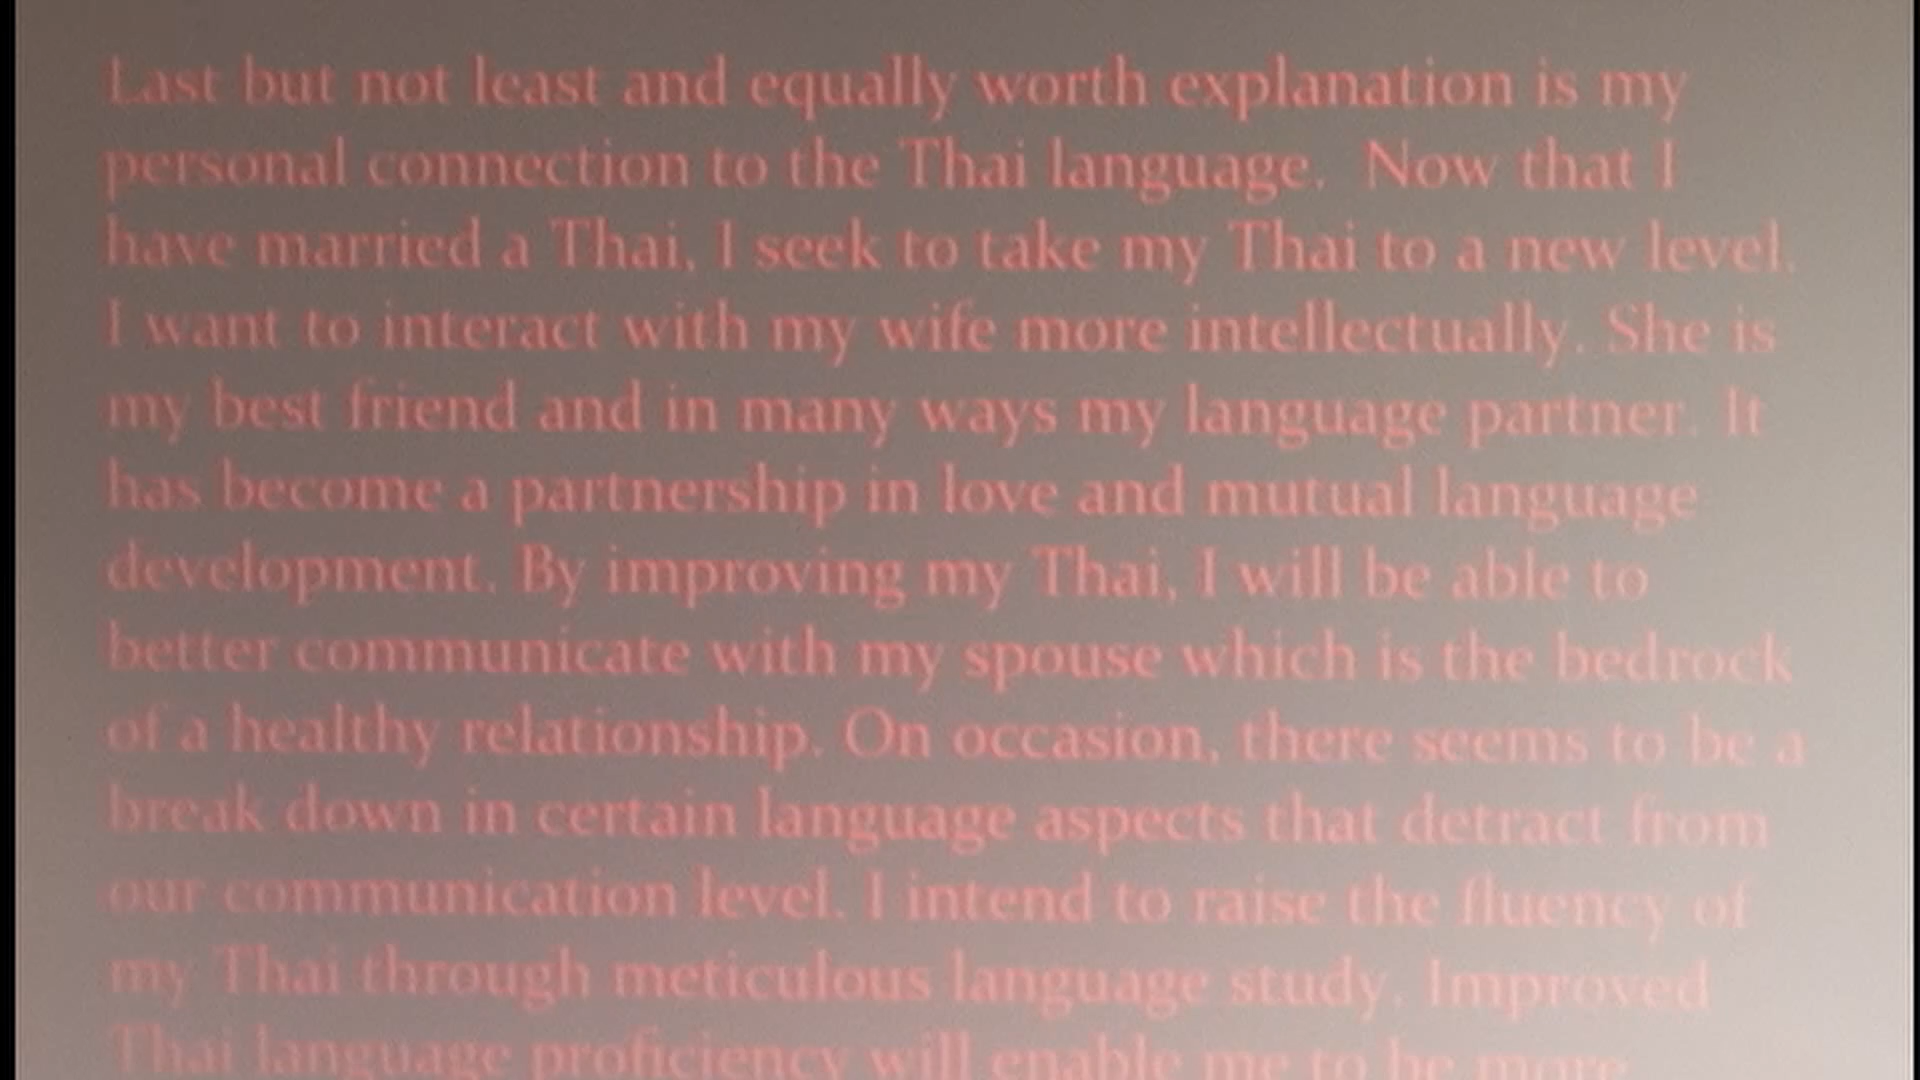 Last but not least and equally worth explanation is my
personal connection to the Thai language.  Now that I
have married a Thai, I seek to take my Thai to a new level.
I want to interact with my wife more intellectually. She is
my best friend and in many ways my language partner. It
has become a partnership in love and mutual language
development. By improving my Thai, I will be able to
better communicate with my spouse which is the bedrock
of a healthy relationship. On occasion, there seems to be a
break down in certain language aspects that detract from
our communication level. I intend to raise the fluency of
my Thai through meticulous language study. Improved
Thai language proficiency will enable me to be more